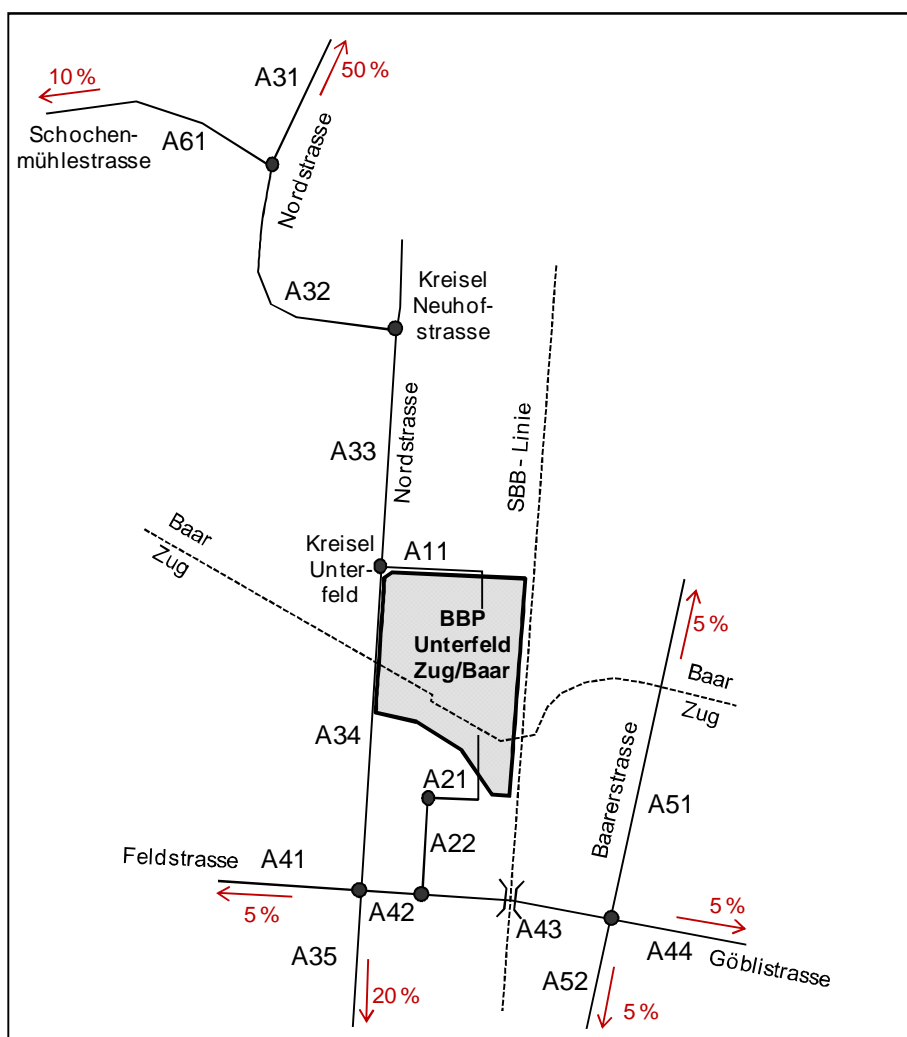 10 %
A31
50 %
Schochen-
mühlestrasse
A61
Nordstrasse
A32
Kreisel
Neuhof-
strasse
A33
Nordstrasse
SBB - Linie
Baar
Zug
Kreisel
Unter-
feld
A11
BBP
Unterfeld
Zug/Baar
5 %
Baar
Zug
A34
A21
A22
Baarerstrasse
A51
Feldstrasse
A41
5 %
A42
A43
5 %
A44
Göblistrasse
A35
20 %
A52
5 %